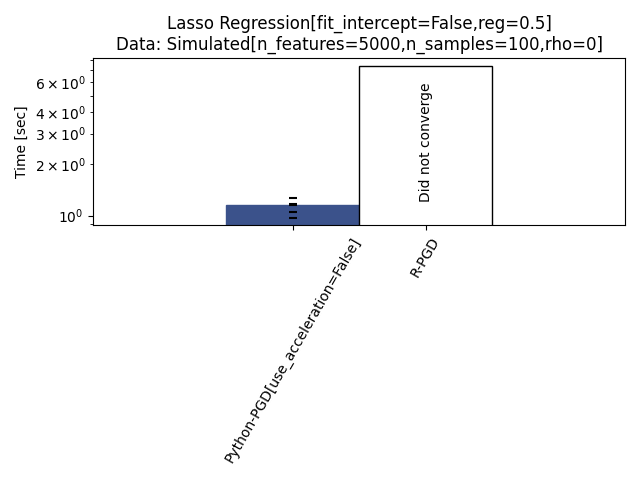 Lasso Regression[fit_intercept=False,reg=0.5]
Data: Simulated[n_features=5000,n_samples=100,rho=0]
Time [sec]
6 × 10⁰
4 × 10⁰
3 × 10⁰
2 × 10⁰
10⁰
Did not converge
Python-PGD[use_acceleration=False]
R-PGD